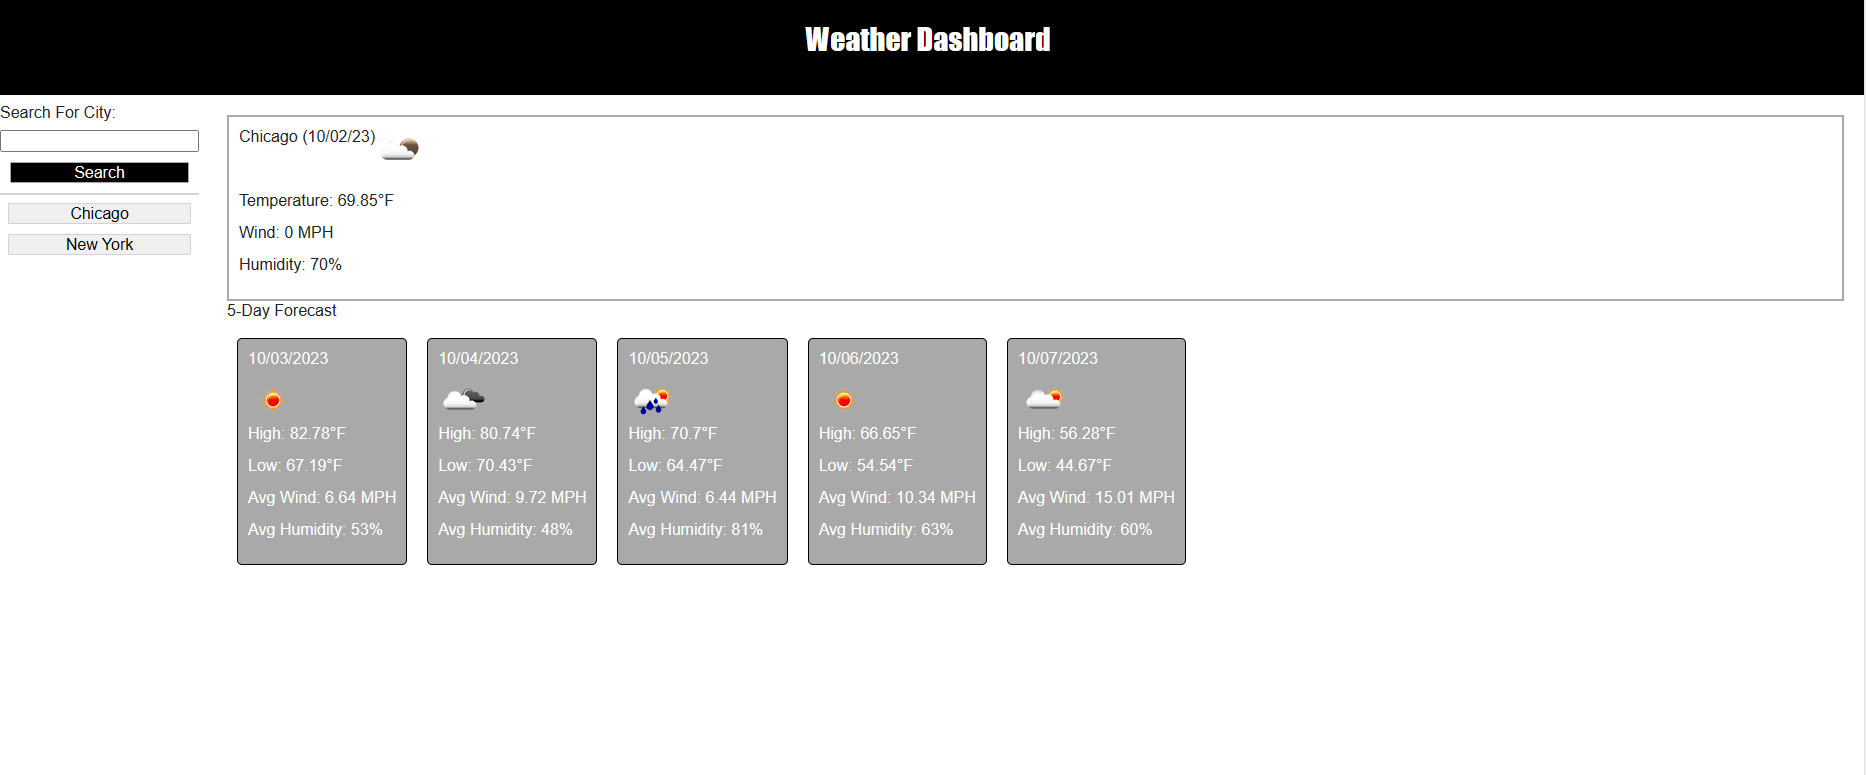 Weather Dashboard
Search For City:
Search
Chicago
New York
Chicago (10/02/23)
Temperature: 69.85°F
Wind: 0 MPH
Humidity: 70%
5-Day Forecast
10/03/2023
High: 82.78°F
Low: 67.19°F
Avg Wind: 6.64 MPH
Avg Humidity: 53%
10/04/2023
High: 80.74°F
Low: 70.43°F
Avg Wind: 9.72 MPH
Avg Humidity: 48%
10/05/2023
High: 70.7°F
Low: 64.47°F
Avg Wind: 6.44 MPH
Avg Humidity: 81%
10/06/2023
High: 66.65°F
Low: 54.54°F
Avg Wind: 10.34 MPH
Avg Humidity: 63%
10/07/2023
High: 56.28°F
Low: 44.67°F
Avg Wind: 15.01 MPH
Avg Humidity: 60%